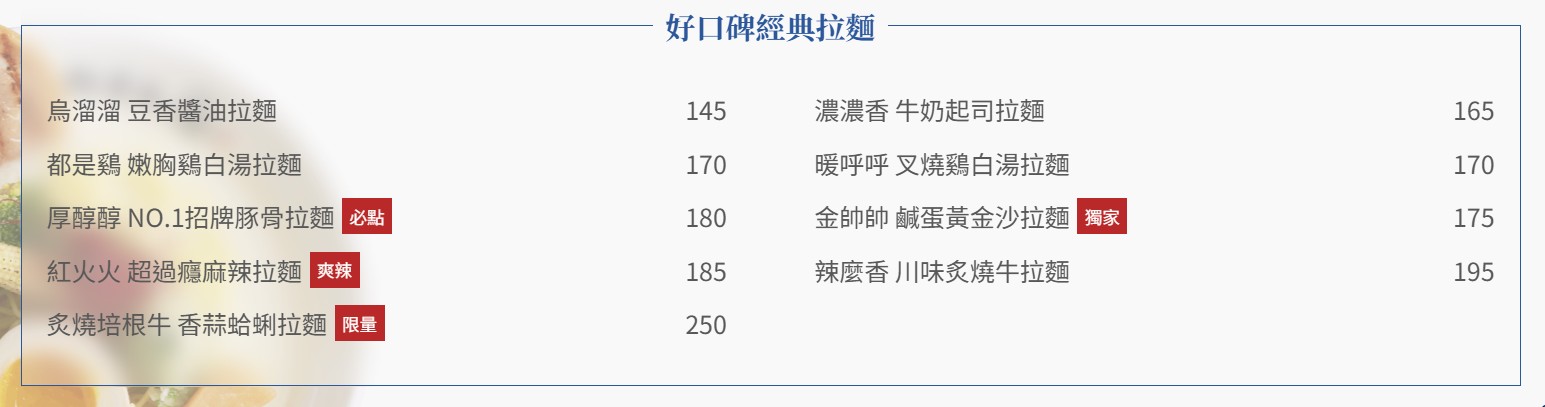 好口碑經典拉麵
烏溜溜 豆香醬油拉麵 145
濃濃香 牛奶起司拉麵 165
都是鷄 嫩胸鷄白湯拉麵 170
暖呼呼 叉燒鷄白湯拉麵 170
厚醇醇 NO.1招牌豚骨拉麵 必點 180
金帥帥 鹹蛋黃金沙拉麵 獨家 175
紅火火 超過癮麻辣拉麵 爽辣 185
辣麼香 川味炙燒牛拉麵 195
炙燒培根牛 香蒜蛤蜊拉麵 限量 250